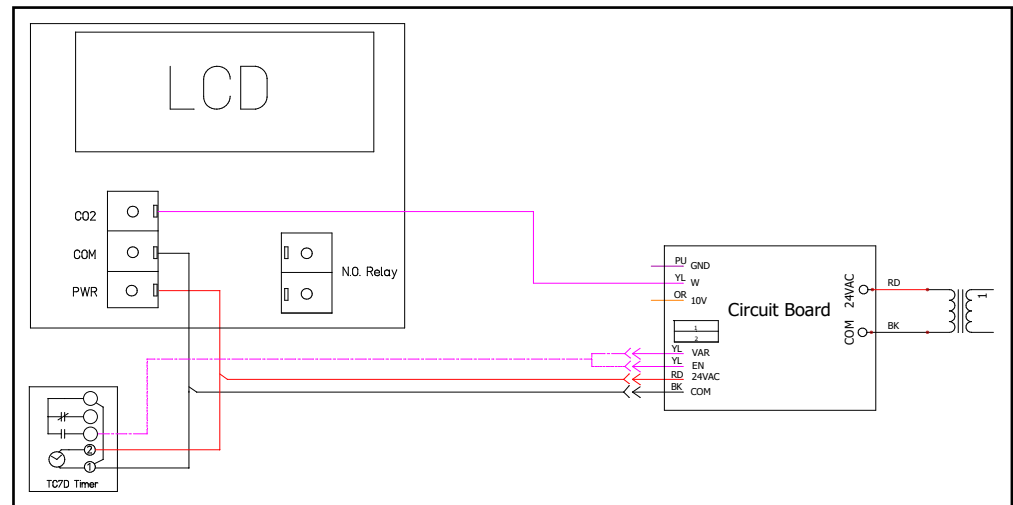 LCD
CO2
COM
PWR
N.O. Relay
PU GND
YL W
OR 10V
1
2
YL VAR
YL EN
RD 24VAC
BK COM
Circuit Board
24VAC
COM
RD
BK
1
2
1
TC7D Timer